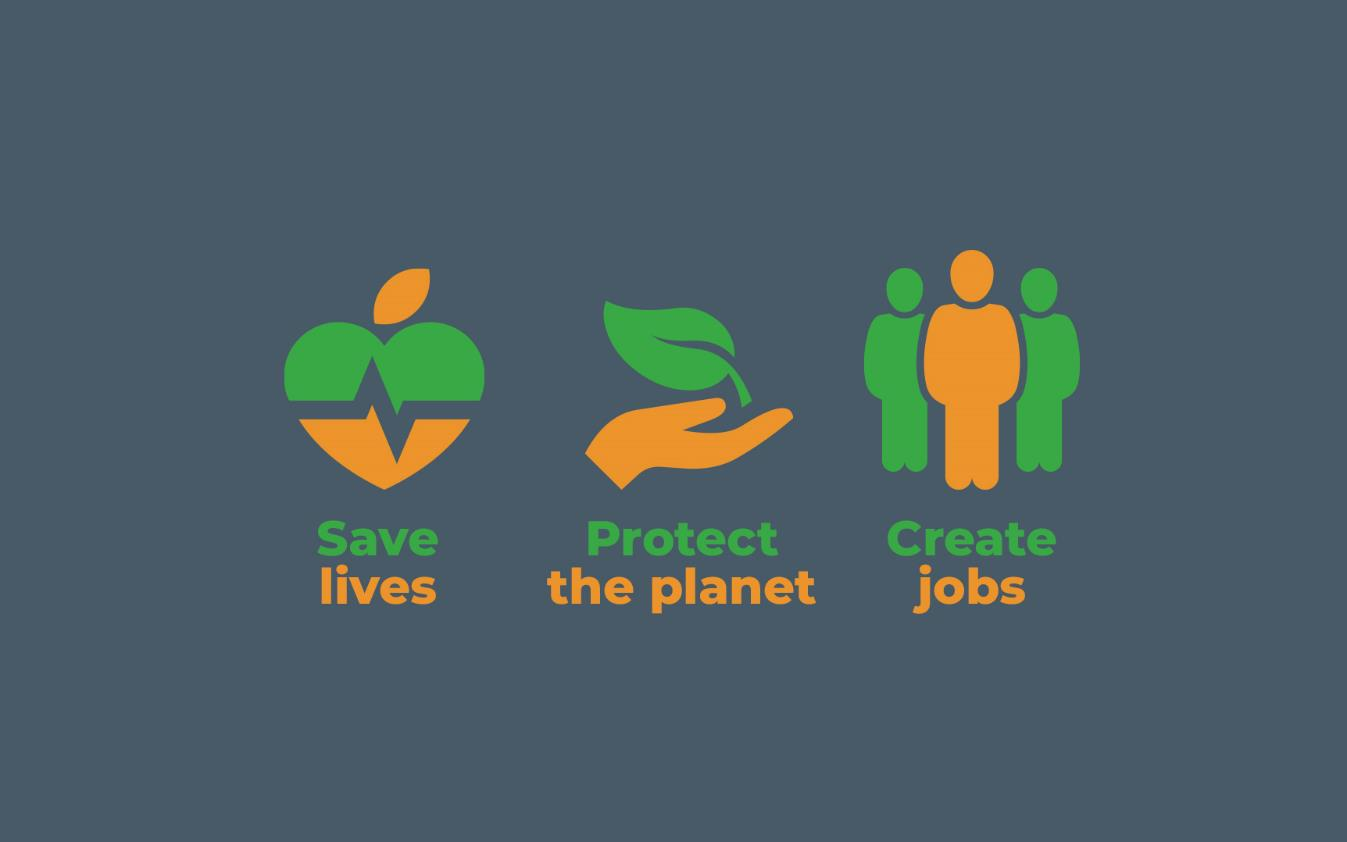 Save
lives
Protect
the planet
Create
jobs